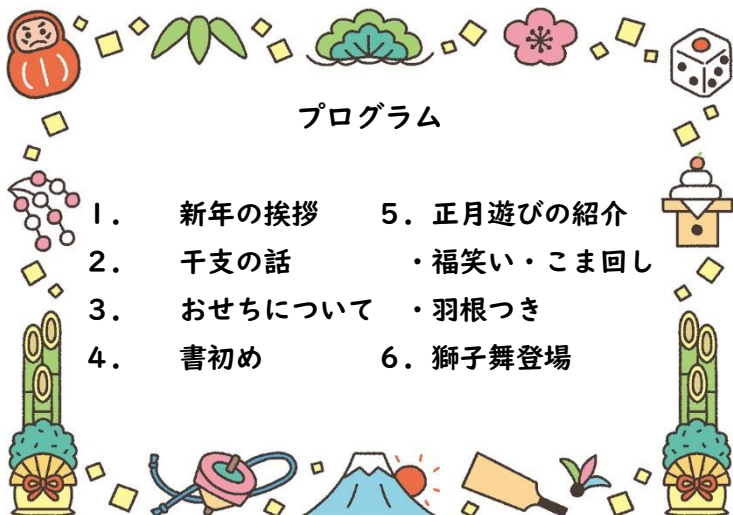 プログラム
1.　新年の挨拶
2.　干支の話
3.　おせちについて
4.　書初め
5.正月遊びの紹介
・福笑い・こま回し
・羽根つき
6.獅子舞登場